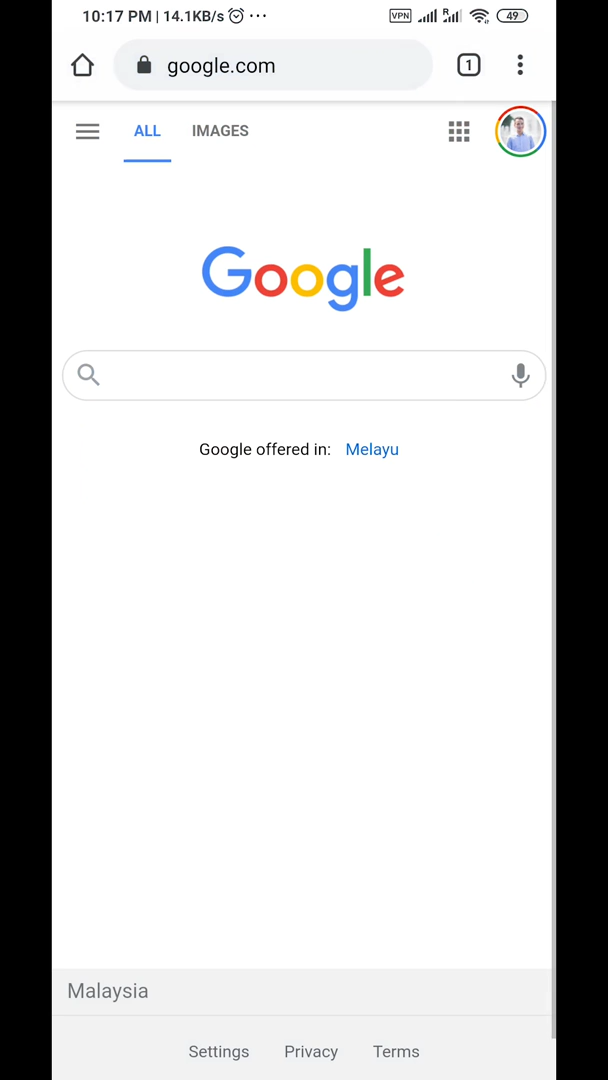 10:17 PM | 14.1KB/s ··· VPN R 49
google.com 1
ALL IMAGES
Google
Google offered in: Melayu
Malaysia
Settings Privacy Terms